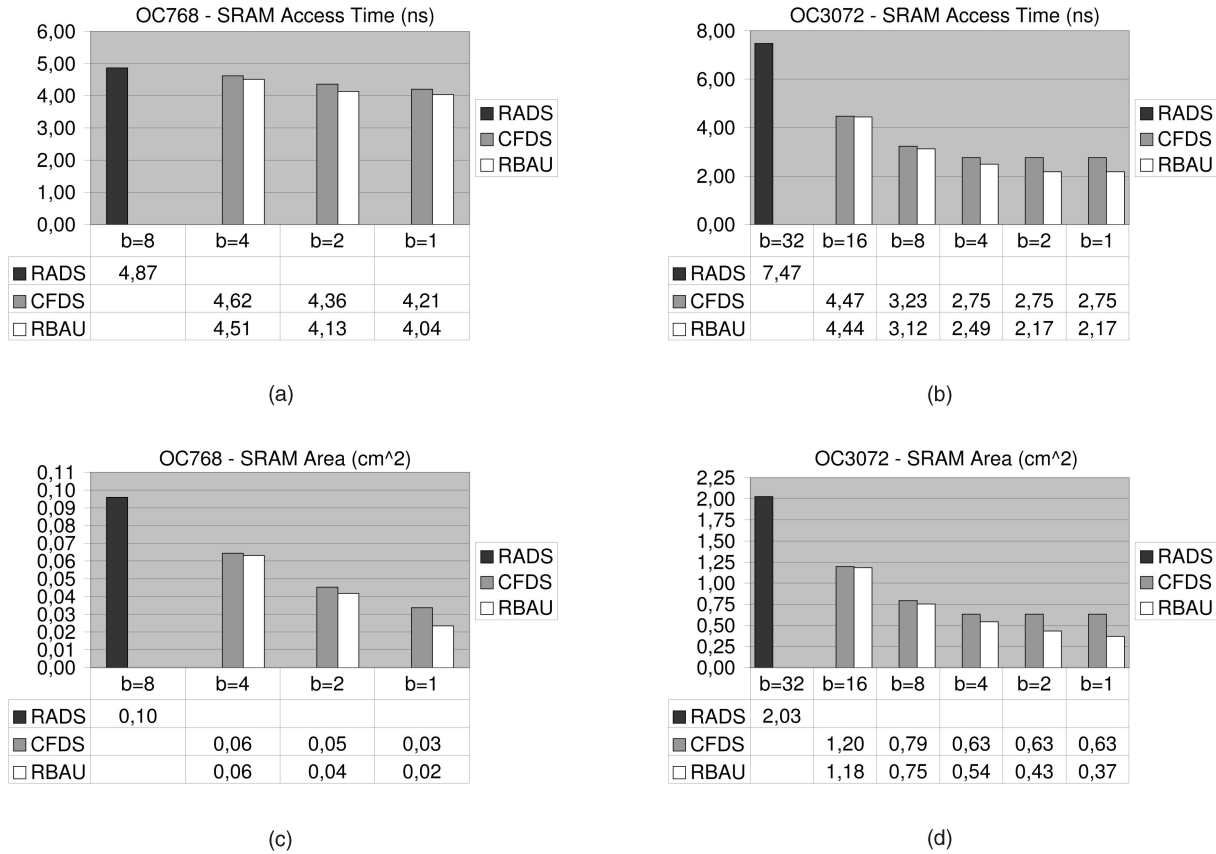 OC768 - SRAM Access Time (ns)
6,00
5,00
4,00
3,00
2,00
1,00
0,00
RADS
CFDS
RBAU
b=8 b=4 b=2 b=1
RADS 4,87
CFDS 4,62 4,36 4,21
RBAU 4,51 4,13 4,04
(a)
OC3072 - SRAM Access Time (ns)
8,00
6,00
4,00
2,00
0,00
RADS
CFDS
RBAU
b=32 b=16 b=8 b=4 b=2 b=1
RADS 7,47
CFDS 4,47 3,23 2,75 2,75 2,75
RBAU 4,44 3,12 2,49 2,17 2,17
(b)
OC768 - SRAM Area (cm^2)
0,11
0,10
0,09
0,08
0,07
0,06
0,05
0,04
0,03
0,02
0,01
0,00
RADS
CFDS
RBAU
b=8 b=4 b=2 b=1
RADS 0,10
CFDS 0,06 0,05 0,03
RBAU 0,06 0,04 0,02
(c)
OC3072 - SRAM Area (cm^2)
2,25
2,00
1,75
1,50
1,25
1,00
0,75
0,50
0,25
0,00
RADS
CFDS
RBAU
b=32 b=16 b=8 b=4 b=2 b=1
RADS 2,03
CFDS 1,20 0,79 0,63 0,63 0,63
RBAU 1,18 0,75 0,54 0,43 0,37
(d)